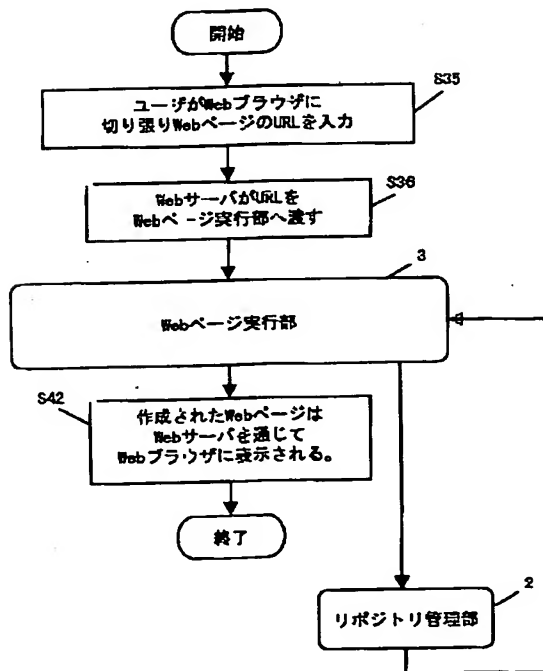 開始
S35
ユーザがWebブラウザに
切り張りWebページのURLを入力
S36
WebサーバがURLを
Webページ実行部へ渡す
3
Webページ実行部
S42
作成されたWebページは
Webサーバを通じて
Webブラウザに表示される。
終了
2
リポジトリ管理部